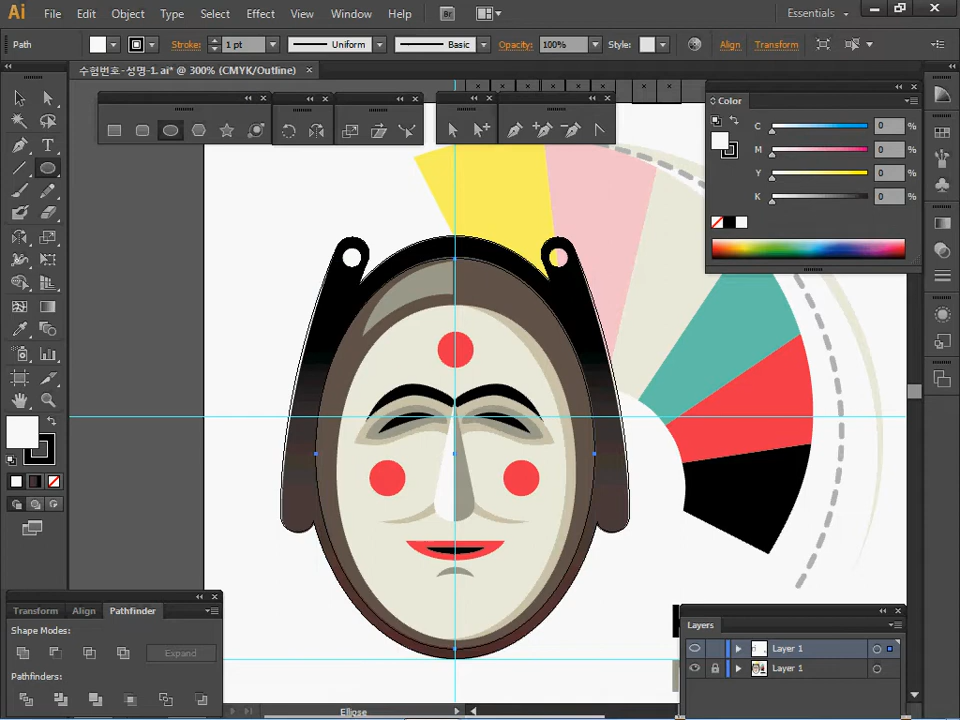 Ai File Edit Object Type Select Effect View Window Help Br Essentials
Path Stroke: 1 pt Uniform Basic Opacity: 100% Style: Align Transform
수험번호-성명-1.ai* @ 300% (CMYK/Outline)
Color
C 0 %
M 0 %
Y 0 %
K 0 %
Transform Align Pathfinder
Shape Modes:
Expand
Pathfinders:
Layers
Layer 1
Layer 1
Ellipse